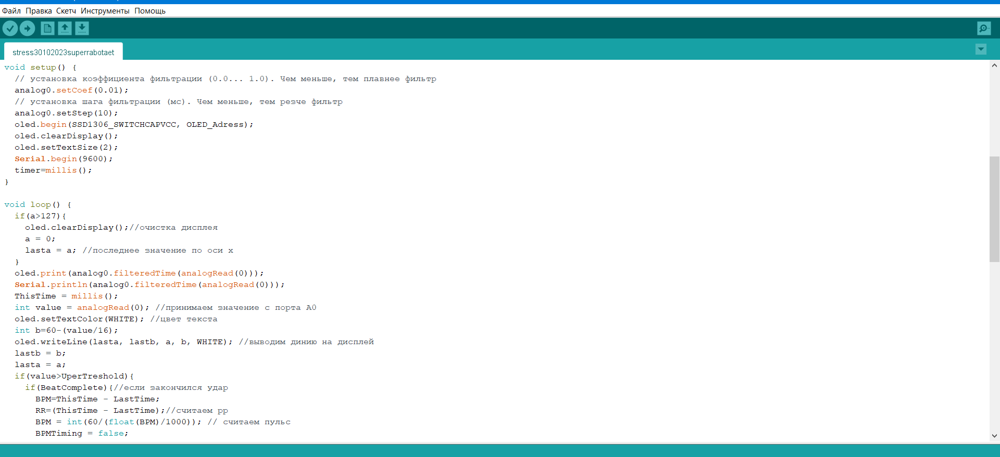 Файл Правка Скетч Инструменты Помощь
stress30102023superrabotaet
void setup() {
  // установка коэффициента фильтрации (0.0... 1.0). Чем меньше, тем плавнее фильтр
  analog0.setCoef(0.01);
  // установка шага фильтрации (мс). Чем меньше, тем резче фильтр
  analog0.setStep(10);
  oled.begin(SSD1306_SWITCHCAPVCC, OLED_Adress);
  oled.clearDisplay();
  oled.setTextSize(2);
  Serial.begin(9600);
  timer=millis();
}

void loop() {
  if(a>127){
    oled.clearDisplay();//очистка дисплея
    a = 0;
    lasta = a; //последнее значение по оси x
  }
  oled.print(analog0.filteredTime(analogRead(0)));
  Serial.println(analog0.filteredTime(analogRead(0)));
  ThisTime = millis();
  int value = analogRead(0); //принимаем значение с порта A0
  oled.setTextColor(WHITE); //цвет текста
  int b=60-(value/16);
  oled.writeLine(lasta, lastb, a, b, WHITE); //выводим динию на дисплей
  lastb = b;
  lasta = a;
  if(value>UperTreshold){
    if(BeatComplete){//если закончился удар
      BPM=ThisTime - LastTime;
      RR=(ThisTime - LastTime);//считаем рр
      BPM = int(60/(float(BPM)/1000)); // считаем пульс
      BPMTiming = false;